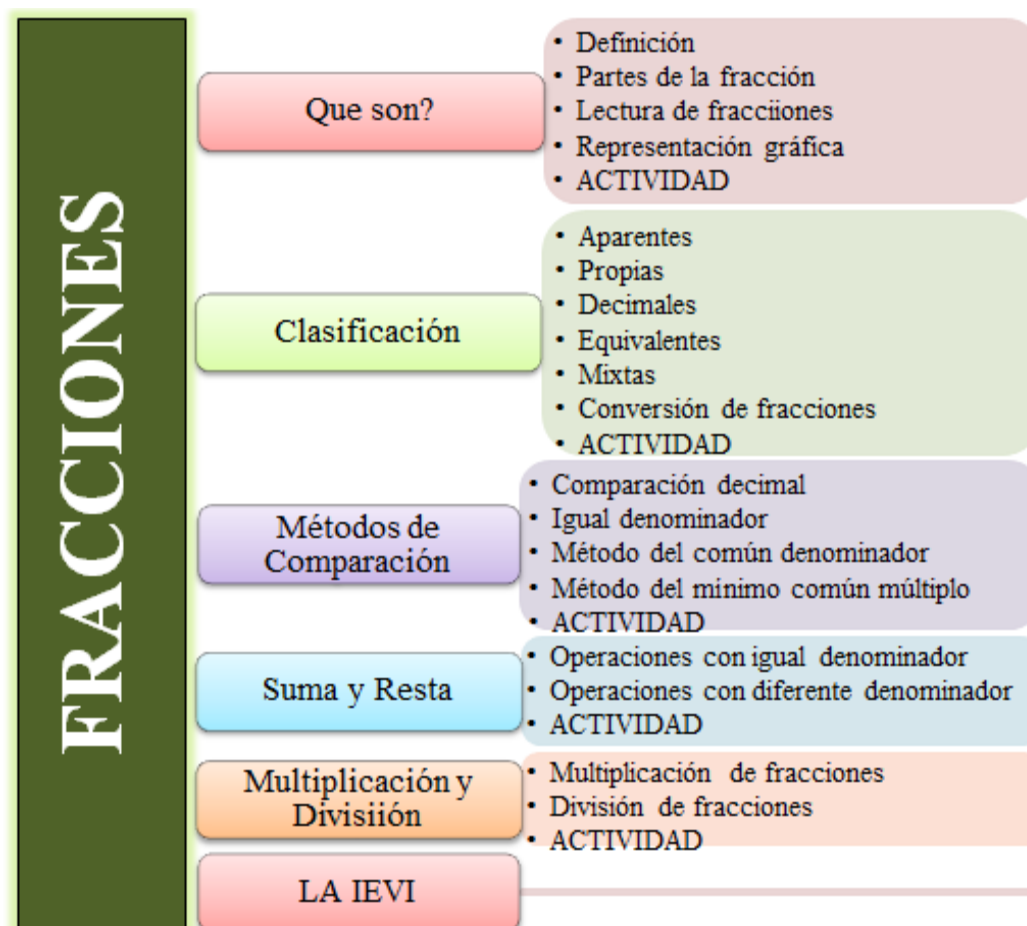 FRACCIONES
Que son?
• Definición
• Partes de la fracción
• Lectura de fracciiones
• Representación gráfica
• ACTIVIDAD
Clasificación
• Aparentes
• Propias
• Decimales
• Equivalentes
• Mixtas
• Conversión de fracciones
• ACTIVIDAD
Métodos de
Comparación
• Comparación decimal
• Igual denominador
• Método del común denominador
• Método del mínimo común múltiplo
• ACTIVIDAD
Suma y Resta
• Operaciones con igual denominador
• Operaciones con diferente denominador
• ACTIVIDAD
Multiplicación y
Divisiión
• Multiplicación de fracciones
• División de fracciones
• ACTIVIDAD
LA IEVI